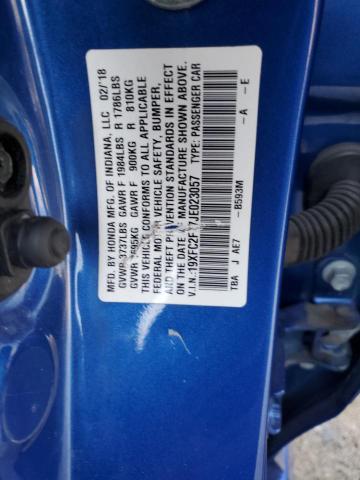 MFD. BY HONDA MFG. OF INDIANA, LLC 02/'18
GVWR 3737LBS GAWR F 1984LBS R 1786LBS
GVWR 1695KG GAWR F 900KG R 810KG
THIS VEHICLE CONFORMS TO ALL APPLICABLE
FEDERAL MOTOR VEHICLE SAFETY, BUMPER,
AND THEFT PREVENTION STANDARDS IN EFFECT
ON THE DATE OF MANUFACTURE SHOWN ABOVE.
V.I.N.: TYPE: PASSENGER CAR
TBA J AE7 -B593M -A -E